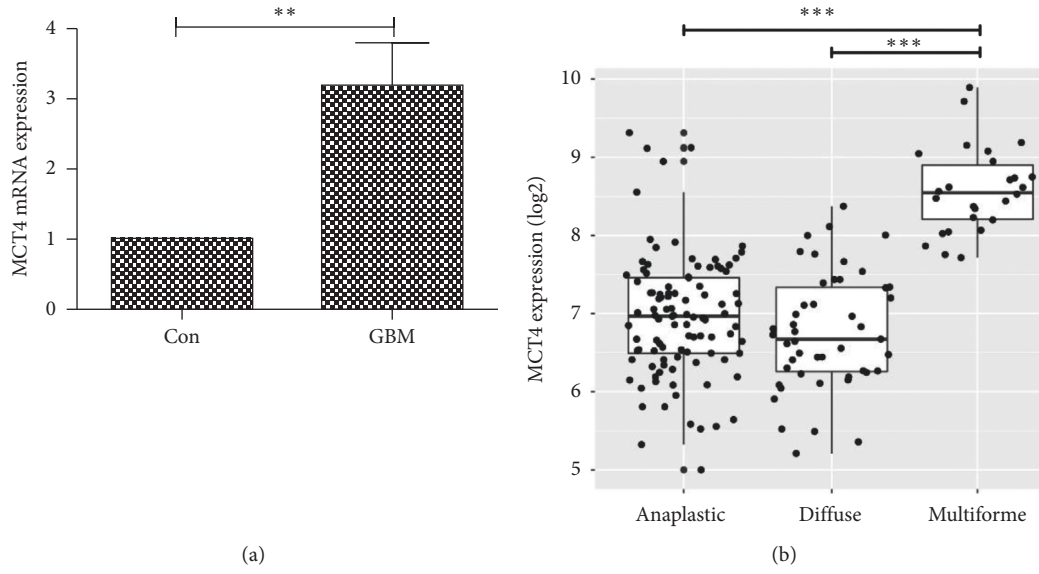 **
4
3
2
1
0
MCT4 mRNA expression
Con
GBM
(a)
***
***
10
9
8
7
6
5
MCT4 expression (log2)
Anaplastic
Diffuse
Multiforme
(b)